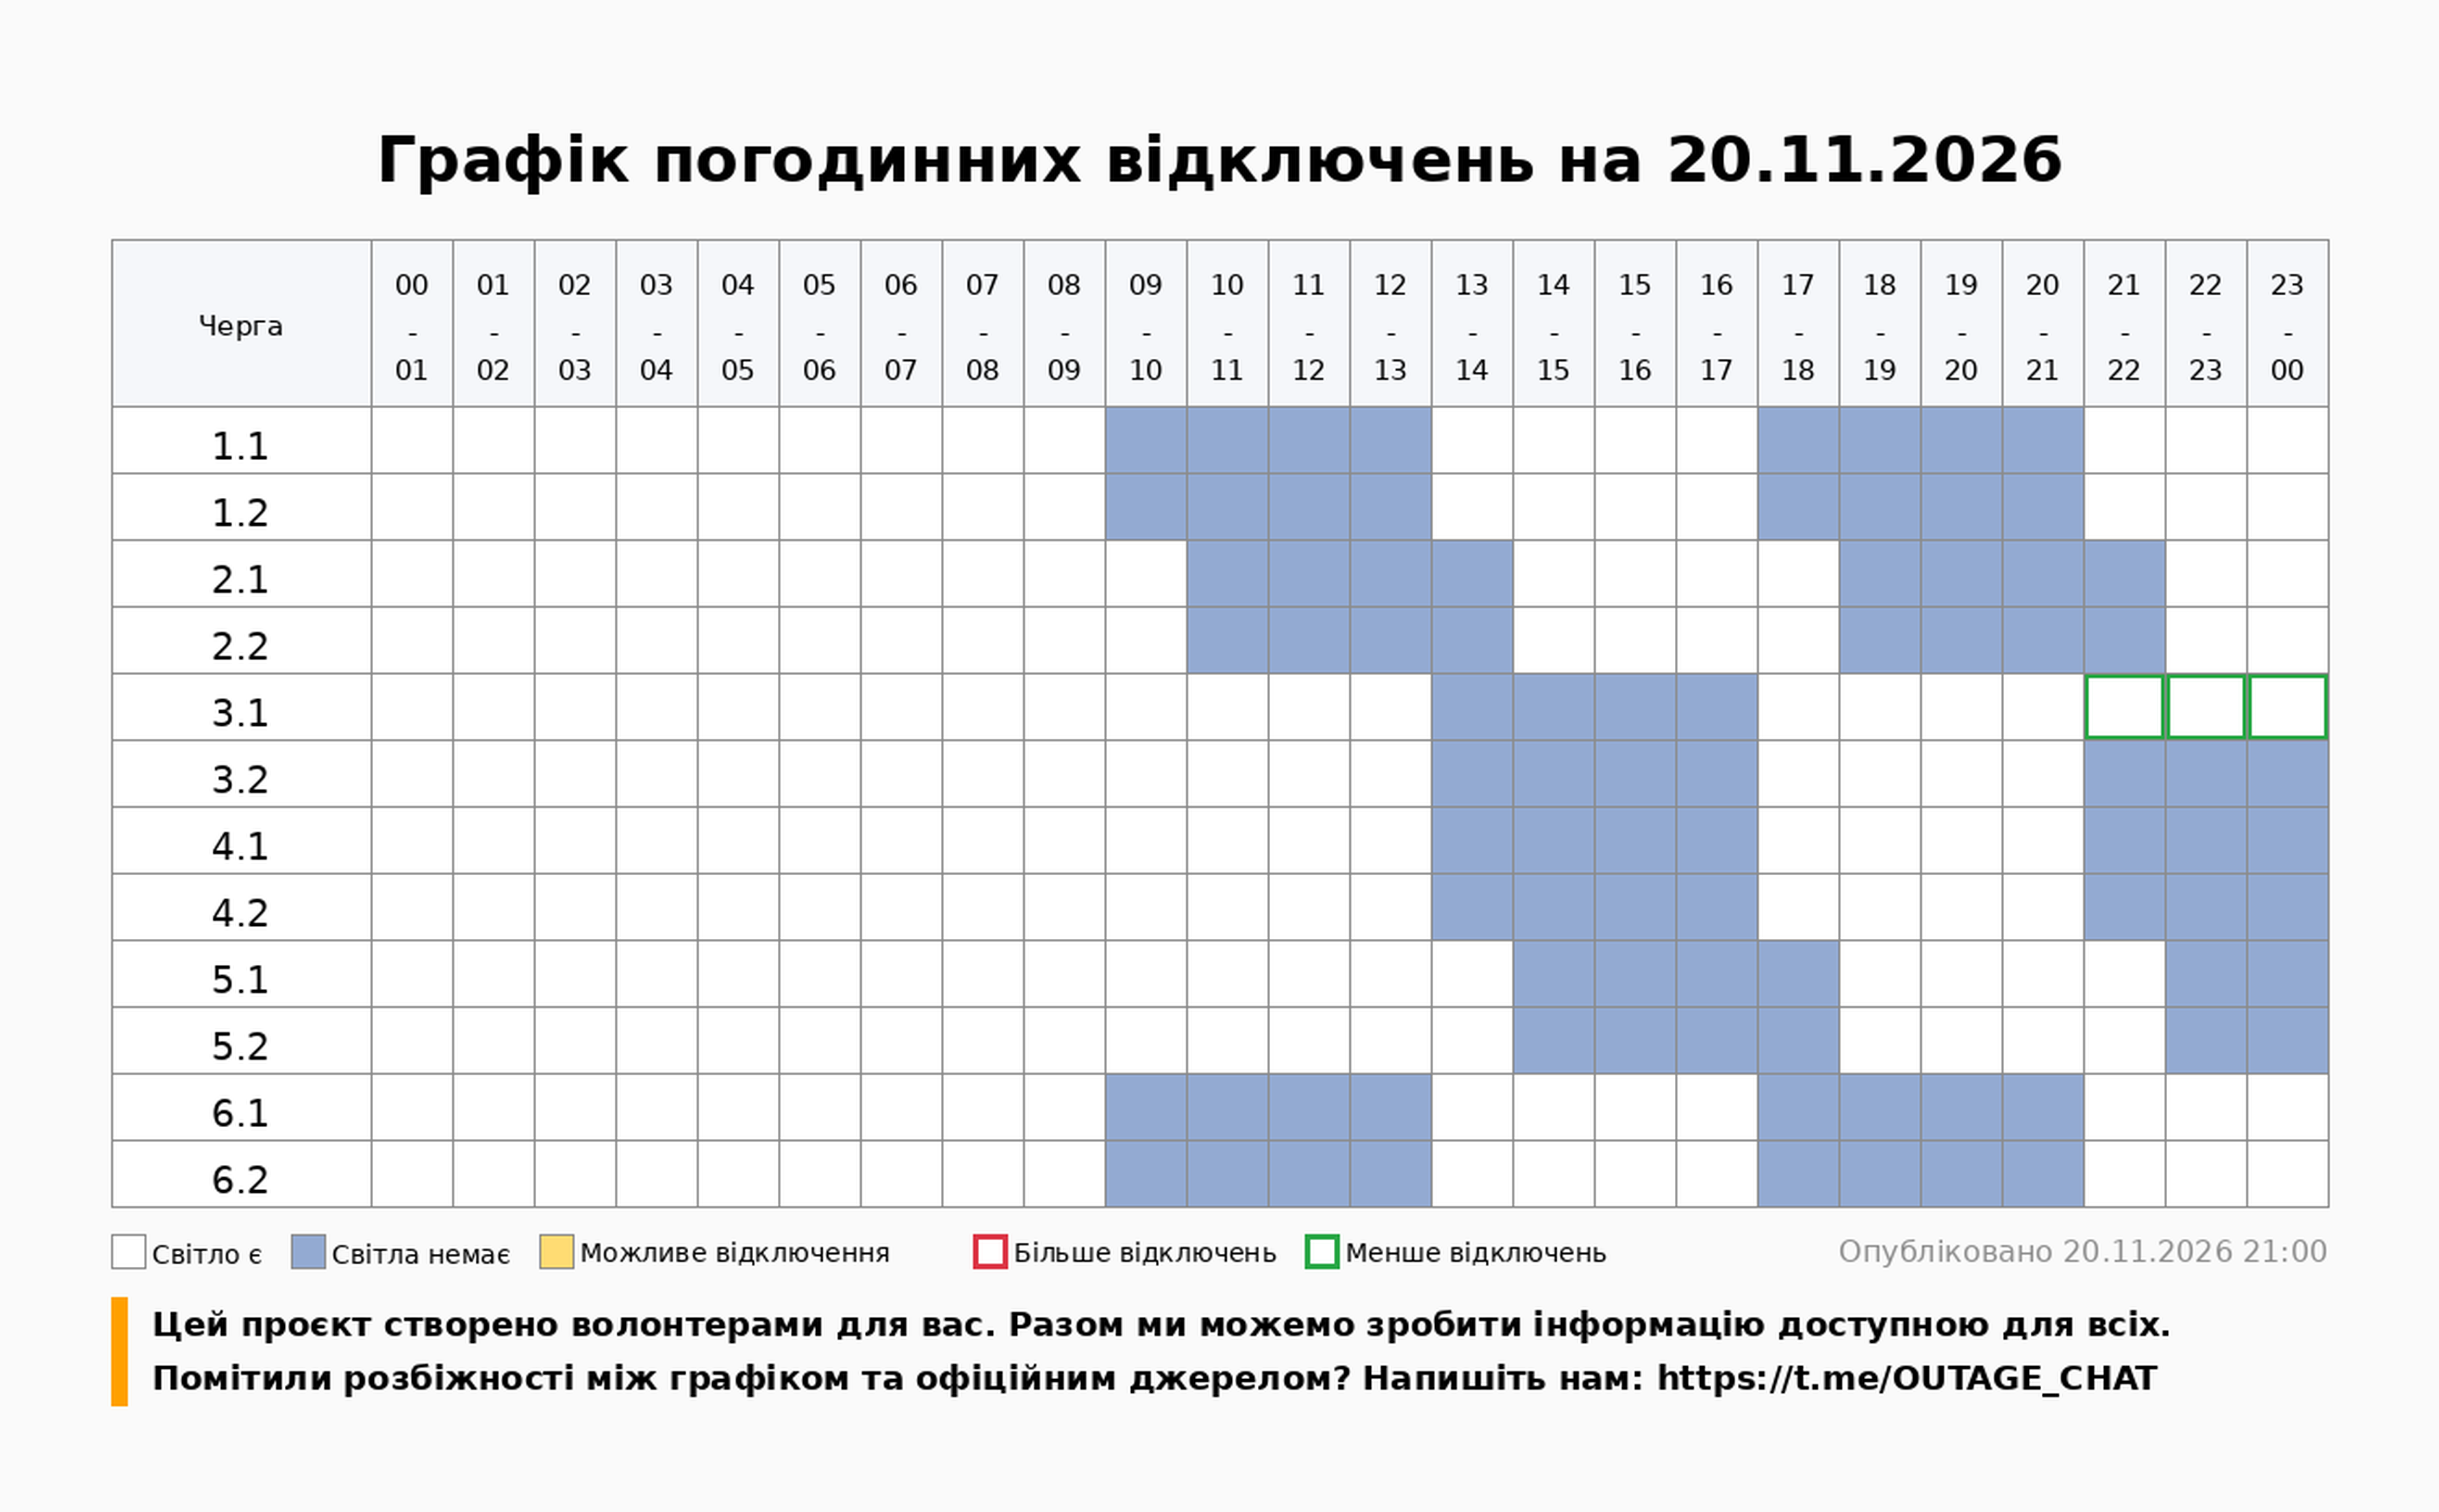 Графік погодинних відключень на 20.11.2026
Черга
00 - 01
01 - 02
02 - 03
03 - 04
04 - 05
05 - 06
06 - 07
07 - 08
08 - 09
09 - 10
10 - 11
11 - 12
12 - 13
13 - 14
14 - 15
15 - 16
16 - 17
17 - 18
18 - 19
19 - 20
20 - 21
21 - 22
22 - 23
23 - 00
1.1
1.2
2.1
2.2
3.1
3.2
4.1
4.2
5.1
5.2
6.1
6.2
Світло є Світла немає Можливе відключення Більше відключень Менше відключень Опубліковано 20.11.2026 21:00
Цей проєкт створено волонтерами для вас. Разом ми можемо зробити інформацію доступною для всіх.
Помітили розбіжності між графіком та офіційним джерелом? Напишіть нам: https://t.me/OUTAGE_CHAT